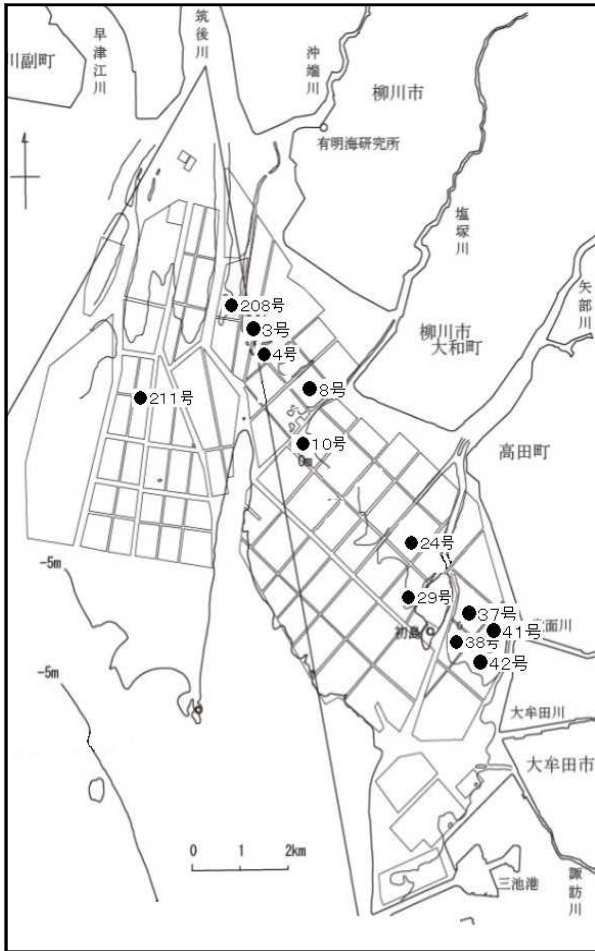 川副町
早津江川
筑後川
沖端川
柳川市
有明海研究所
塩塚川
矢部川
柳川市
大和町
高田町
208号
3号
4号
8号
211号
10号
0m
24号
29号
37号
41号
38号
42号
初島
面川
-5m
-5m
大牟田川
大牟田市
0 1 2km
三池港
諏訪川